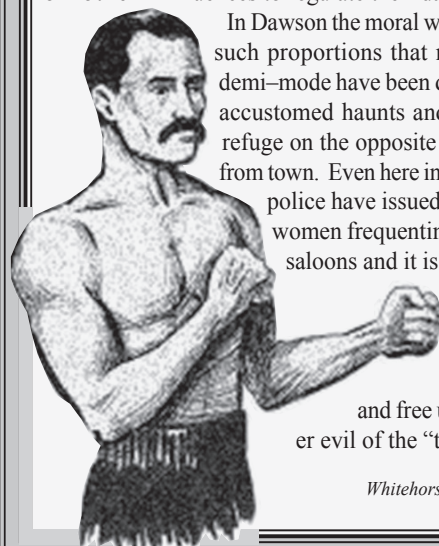 In Dawson the moral w
such proportions that
demi–mode have been
accustomed haunts and
refuge on the opposite
from town. Even here in
police have issued
women frequentin
saloons and it is
and free
er evil of the “t
Whitehors